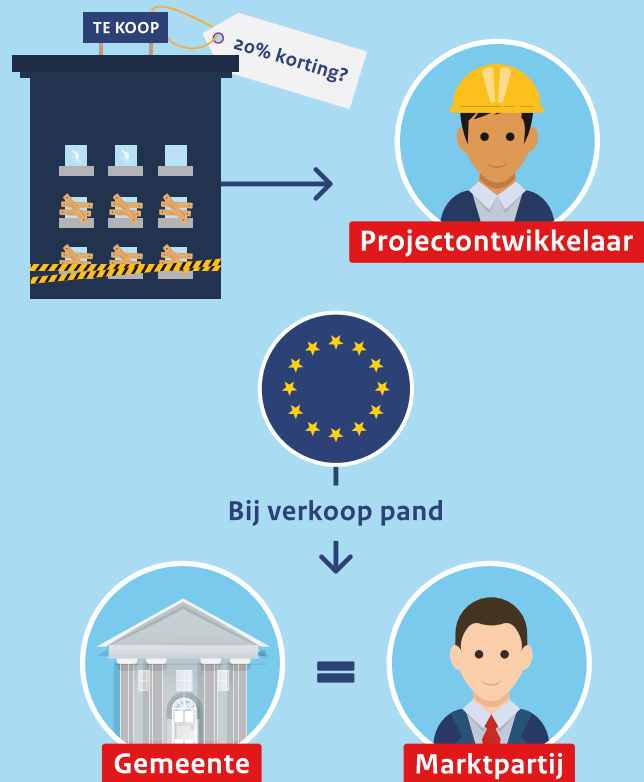 TE KOOP
20% korting?
Projectontwikkelaar
Bij verkoop pand
=
Gemeente
Marktpartij